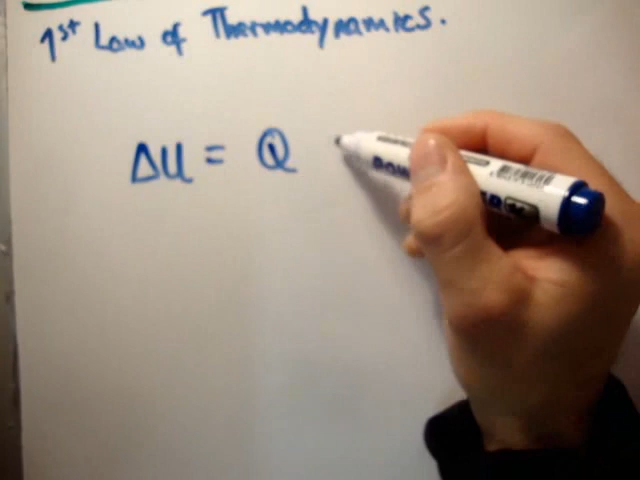 1st Law of Thermodynamics.
ΔU = Q